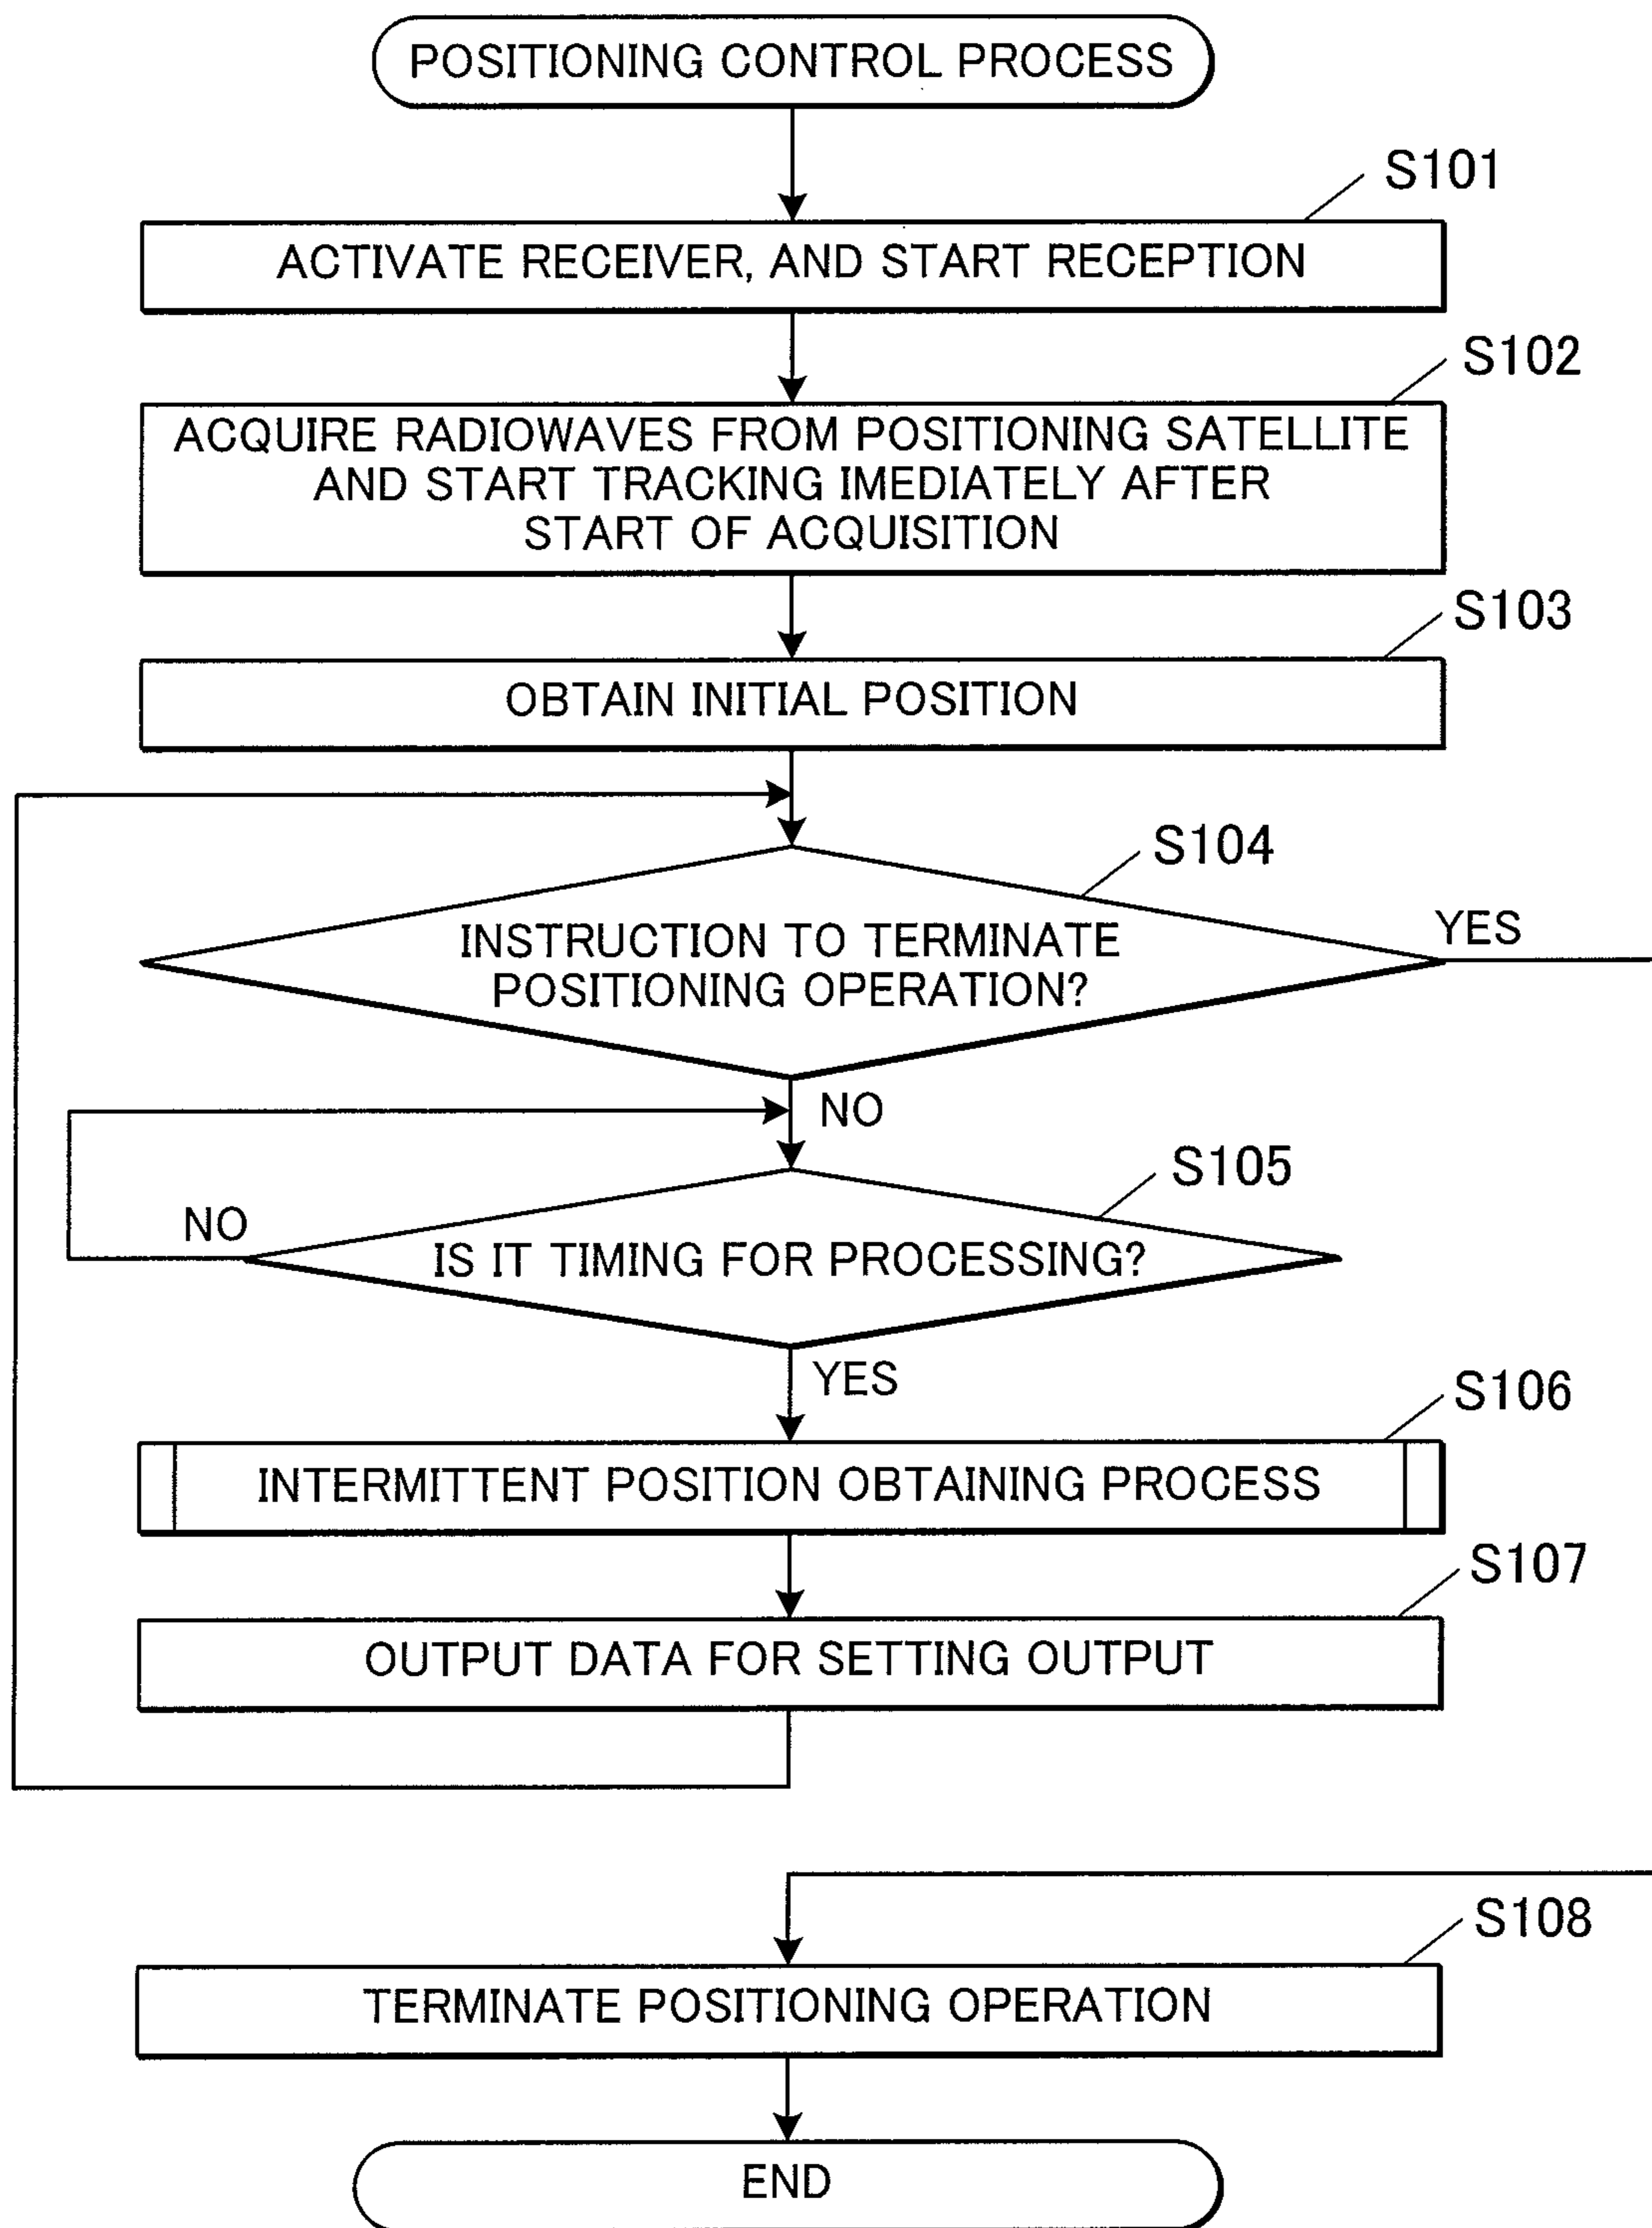 POSITIONING CONTROL PROCESS
S101
ACTIVATE RECEIVER, AND START RECEPTION
S102
ACQUIRE RADIOWAVES FROM POSITIONING SATELLITE
AND START TRACKING IMEDIATELY AFTER
START OF ACQUISITION
S103
OBTAIN INITIAL POSITION
S104
INSTRUCTION TO TERMINATE
POSITIONING OPERATION?
YES
NO
S105
IS IT TIMING FOR PROCESSING?
NO
YES
S106
INTERMITTENT POSITION OBTAINING PROCESS
S107
OUTPUT DATA FOR SETTING OUTPUT
S108
TERMINATE POSITIONING OPERATION
END